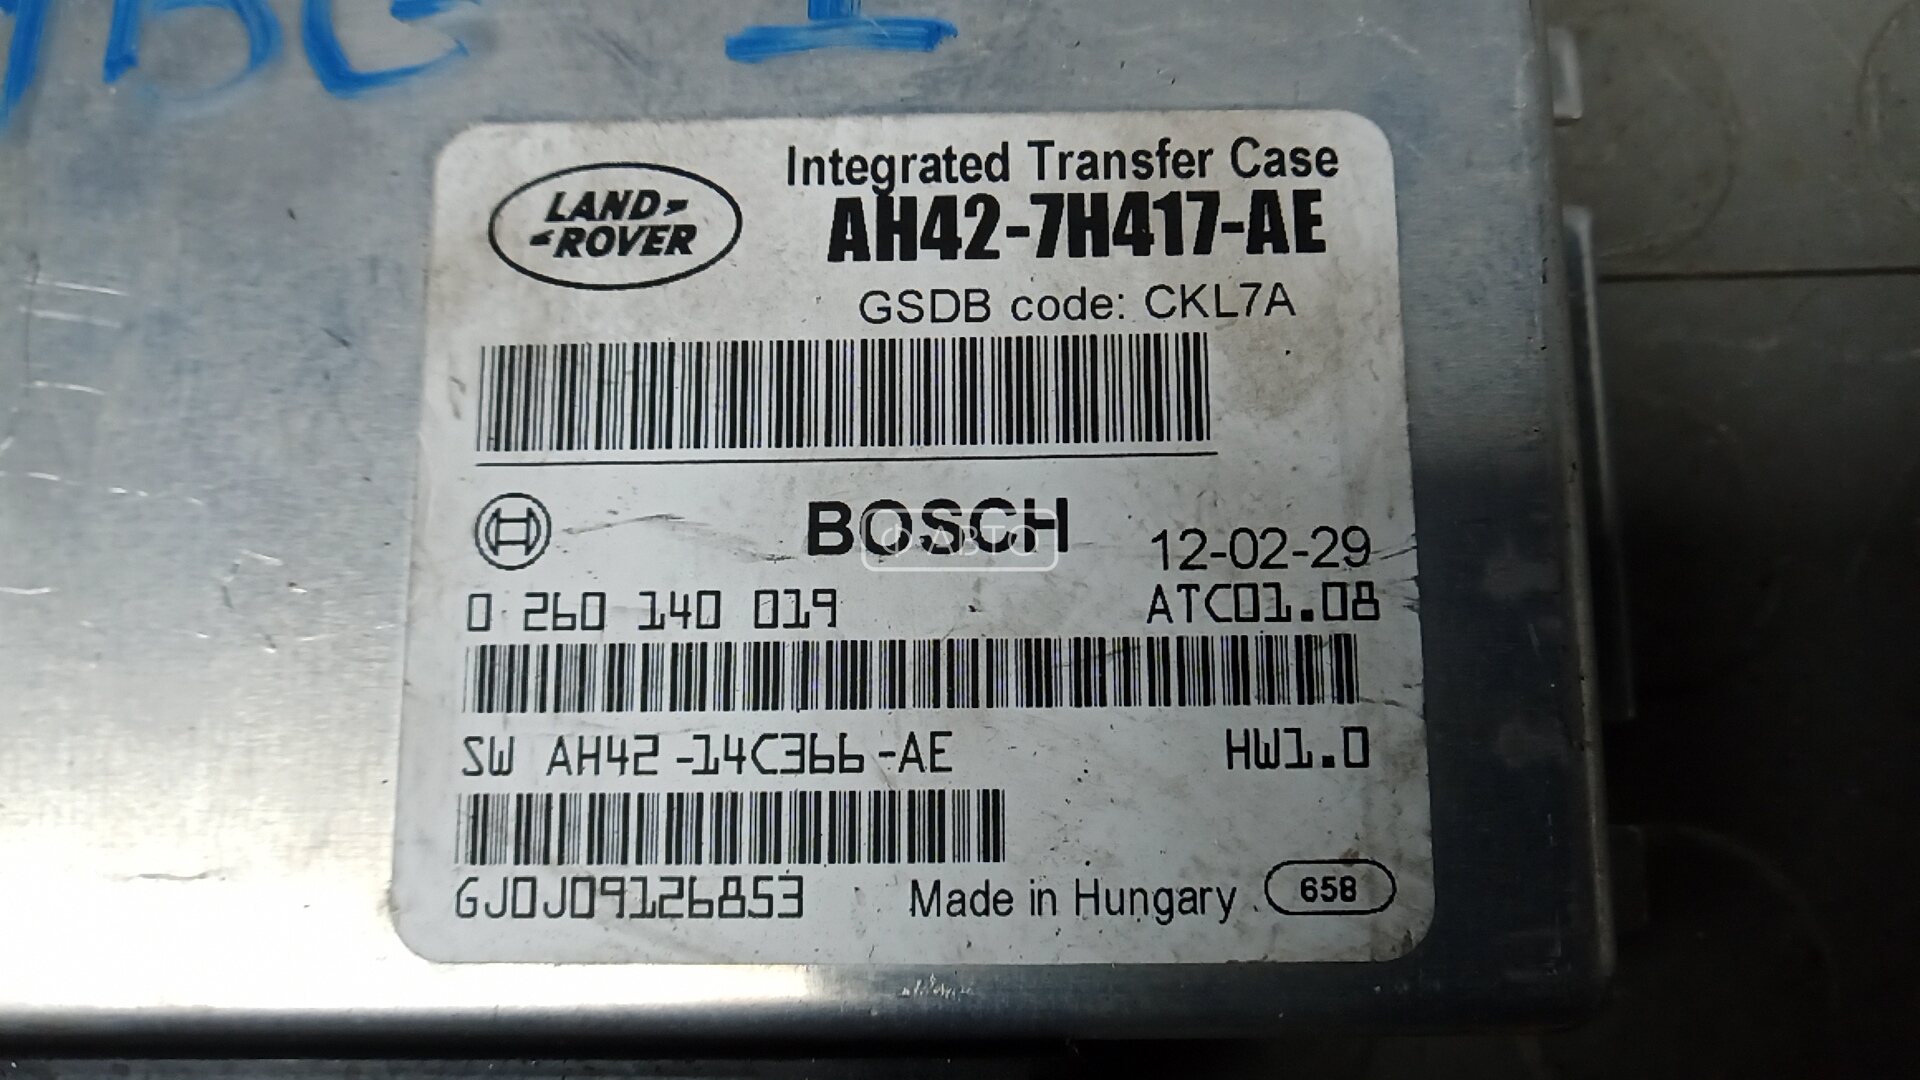 LAND-
-ROVER
Integrated Transfer Case
AH42-7H417-AE
GSDB code: CKL7A
BOSCH
12-02-29
0 260 140 019
ATC01.08
SW AH42-14C366-AE
HW1.0
GJ0J09126853
Made in Hungary
658